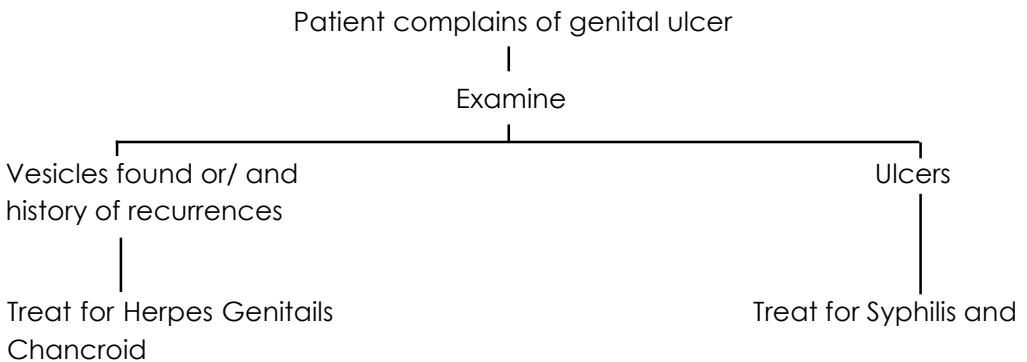 Patient complains of genital ulcer
Examine
Vesicles found or/ and
history of recurrences
Ulcers
Treat for Herpes Genitails
Treat for Syphilis and
Chancroid